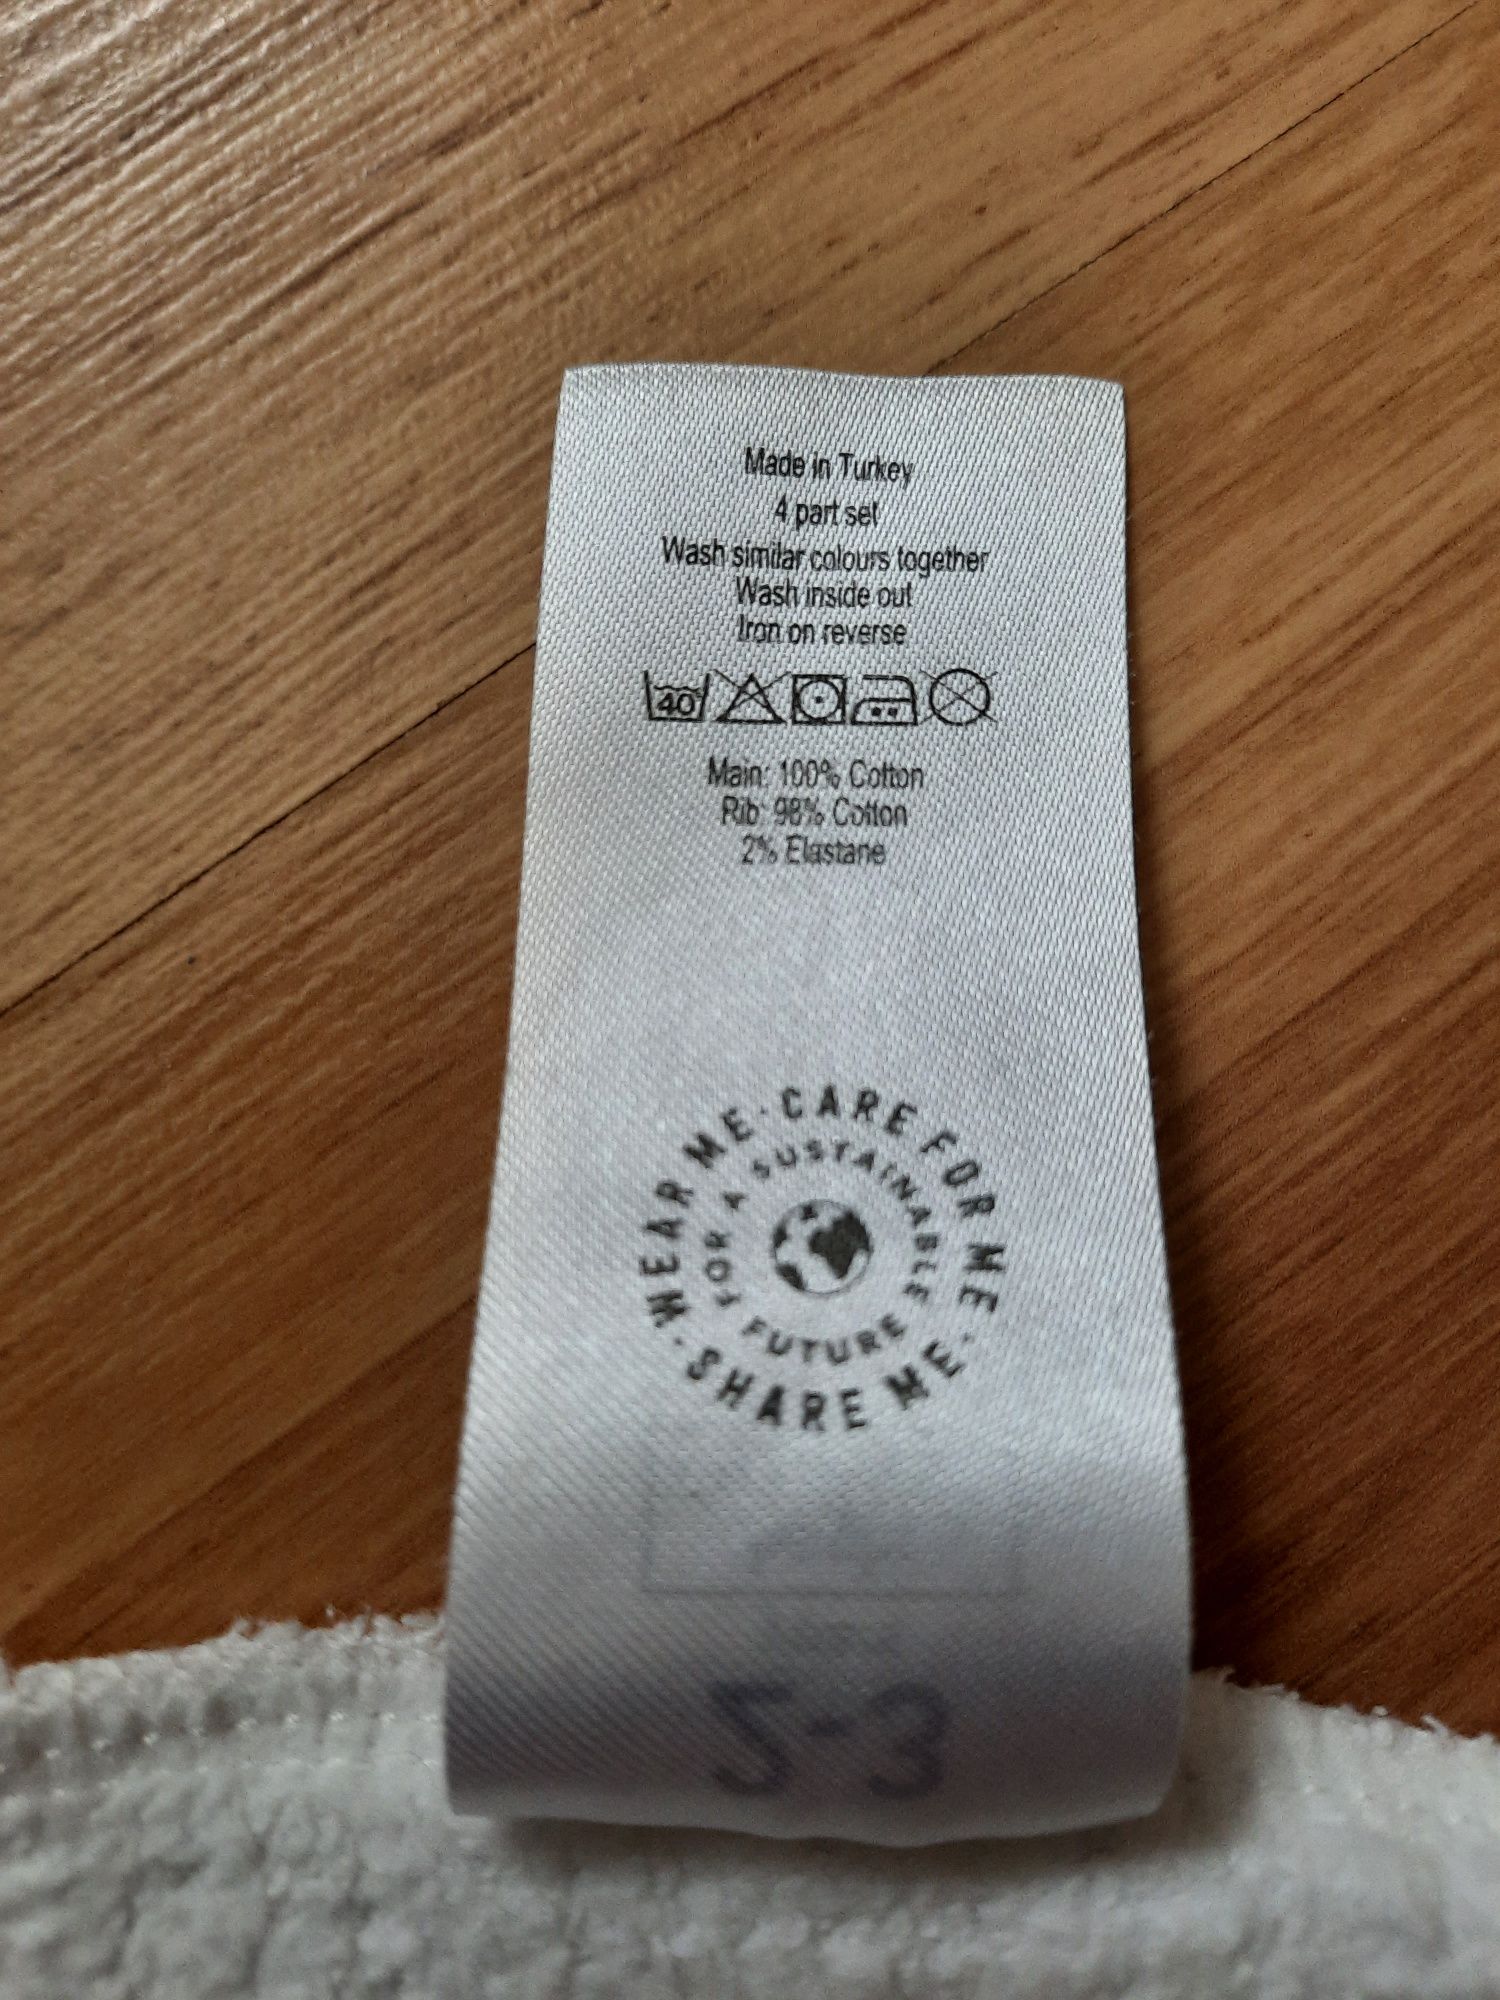 Made in Turkey
4 part set
Wash similar colours together
Wash inside out
Iron on reverse
40
Main: 100% Cotton
Rib: 98% Cotton
2% Elastane
WEAR ME · CARE FOR ME · SHARE ME ·
FOR A SUSTAINABLE FUTURE